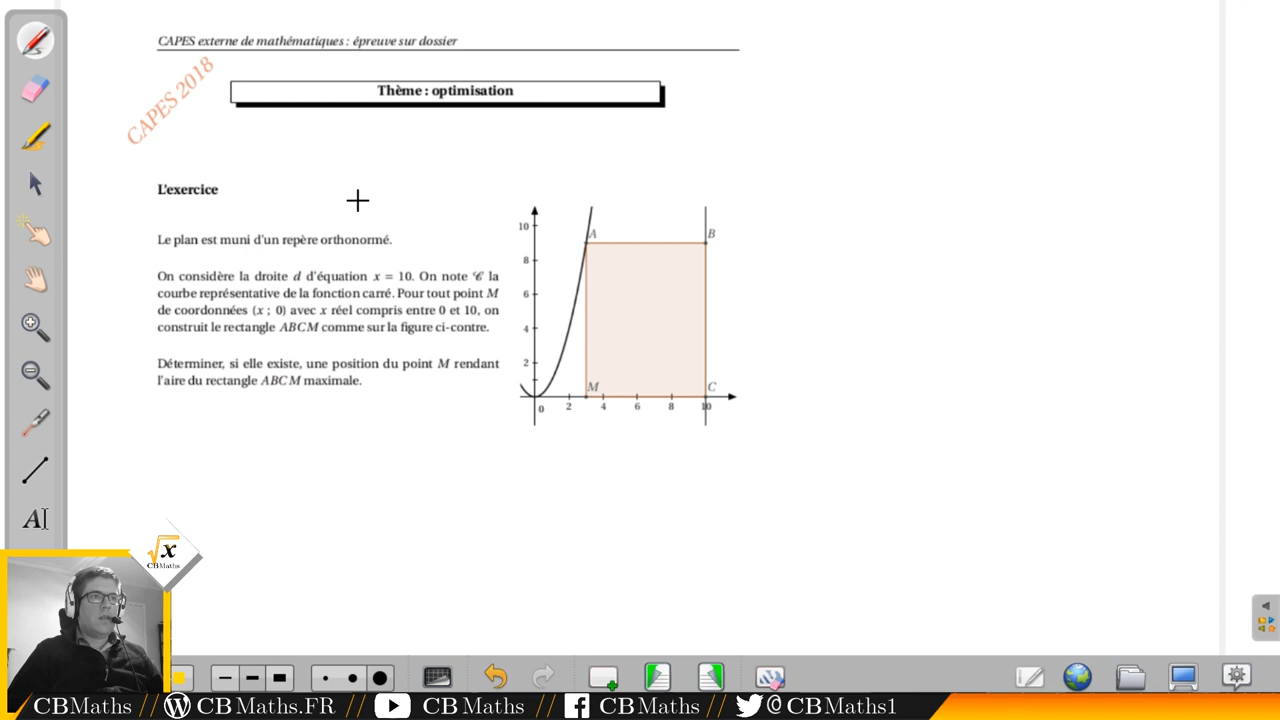 CAPES externe de mathématiques : épreuve sur dossier
CAPES 2018
Thème : optimisation
L'exercice
Le plan est muni d'un repère orthonormé.
On considère la droite d d'équation x = 10. On note 𝒞 la
courbe représentative de la fonction carré. Pour tout point M
de coordonnées (x ; 0) avec x réel compris entre 0 et 10, on
construit le rectangle ABCM comme sur la figure ci-contre.
Déterminer, si elle existe, une position du point M rendant
l'aire du rectangle ABCM maximale.
10
8
6
4
2
A
B
M
C
0 2 4 6 8 10
AI
√x
CBMaths
CBMaths // CBMaths.FR // CBMaths // CBMaths // @CBMaths1